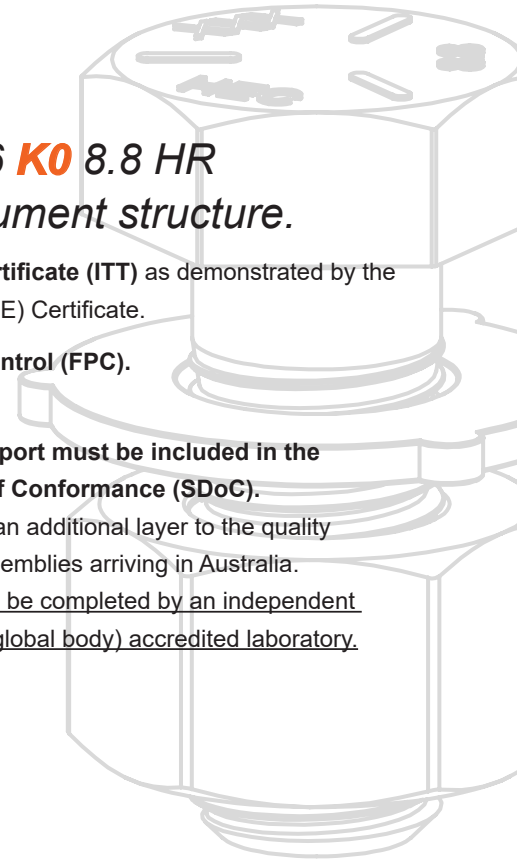 K0 8.8 HR
ument structure.
rtificate (ITT) as demonstrated by the
E) Certificate.
ntrol (FPC).
port must be included in the
f Conformance (SDoC).
an additional layer to the quality
emblies arriving in Australia.
be completed by an independent
global body) accredited laboratory.